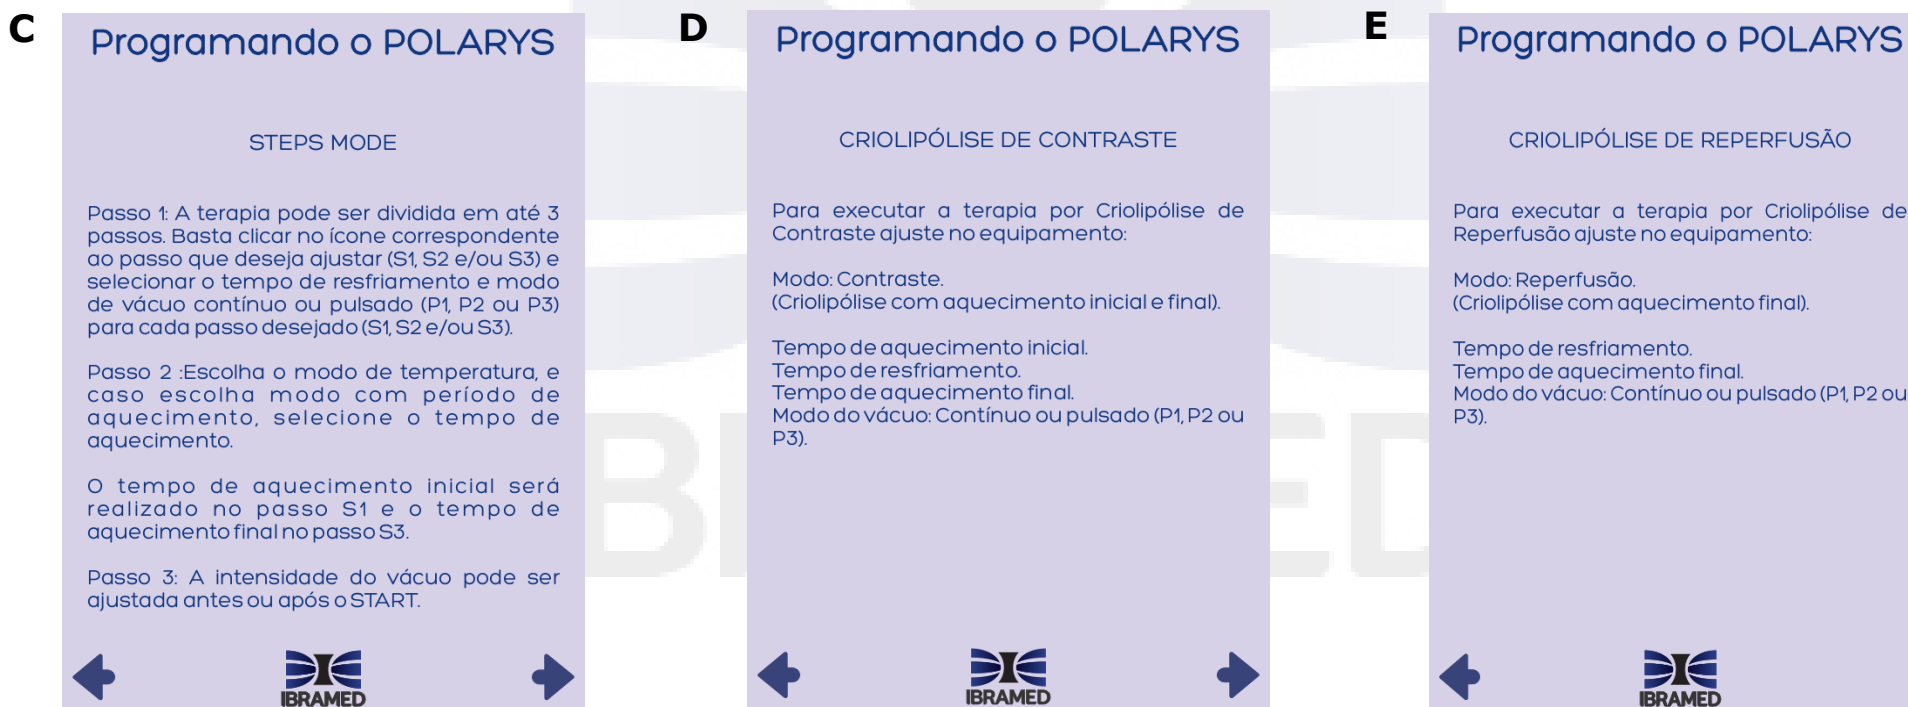 C
Programando o POLARYS
STEPS MODE
Passo 1: A terapia pode ser dividida em até 3
passos. Basta clicar no ícone correspondente
ao passo que deseja ajustar (S1, S2 e/ou S3) e
selecionar o tempo de resfriamento e modo
de vácuo contínuo ou pulsado (P1, P2 ou P3)
para cada passo desejado (S1, S2 e/ou S3).
Passo 2 :Escolha o modo de temperatura, e
caso escolha modo com período de
aquecimento, selecione o tempo de
aquecimento.
O tempo de aquecimento inicial será
realizado no passo S1 e o tempo de
aquecimento final no passo S3.
Passo 3: A intensidade do vácuo pode ser
ajustada antes ou após o START.
IBRAMED
D
Programando o POLARYS
CRIOLIPÓLISE DE CONTRASTE
Para executar a terapia por Criolipólise de
Contraste ajuste no equipamento:
Modo: Contraste.
(Criolipólise com aquecimento inicial e final).
Tempo de aquecimento inicial.
Tempo de resfriamento.
Tempo de aquecimento final.
Modo do vácuo: Contínuo ou pulsado (P1, P2 ou
P3).
IBRAMED
E
Programando o POLARYS
CRIOLIPÓLISE DE REPERFUSÃO
Para executar a terapia por Criolipólise de
Reperfusão ajuste no equipamento:
Modo: Reperfusão.
(Criolipólise com aquecimento final).
Tempo de resfriamento.
Tempo de aquecimento final.
Modo do vácuo: Contínuo ou pulsado (P1, P2 ou
P3).
IBRAMED